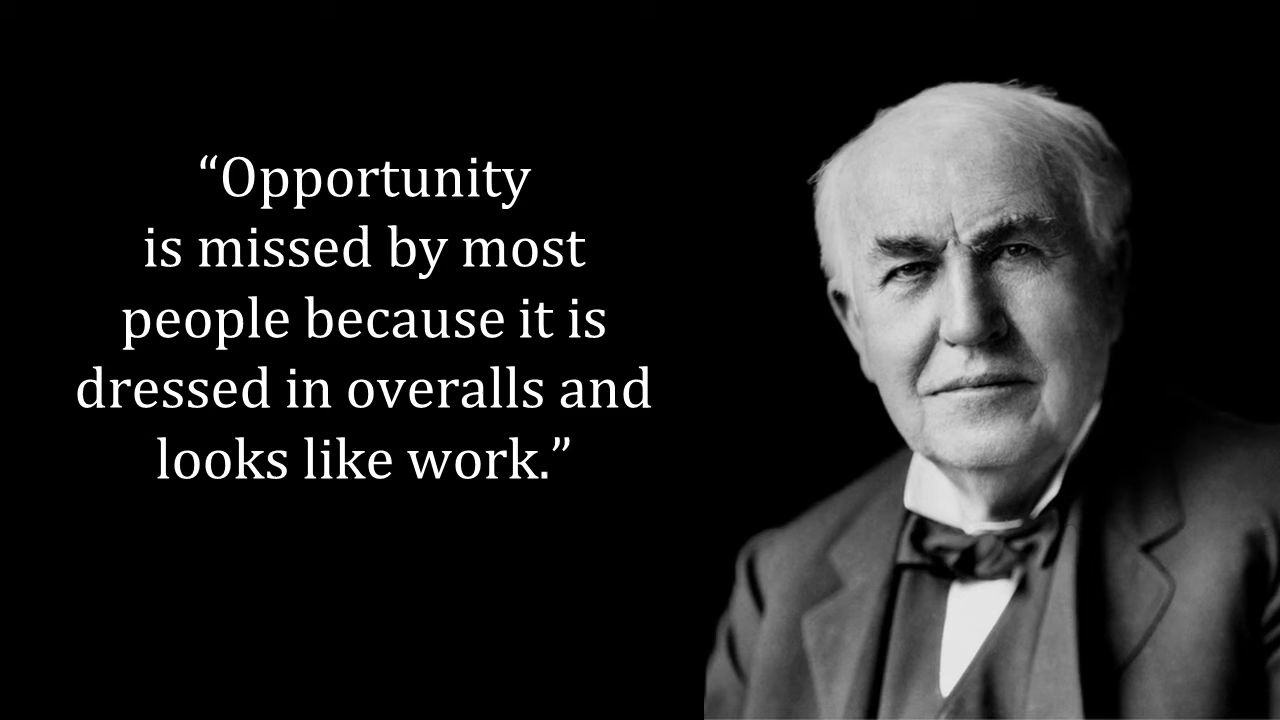 “Opportunity
is missed by most
people because it is
dressed in overalls and
looks like work.”